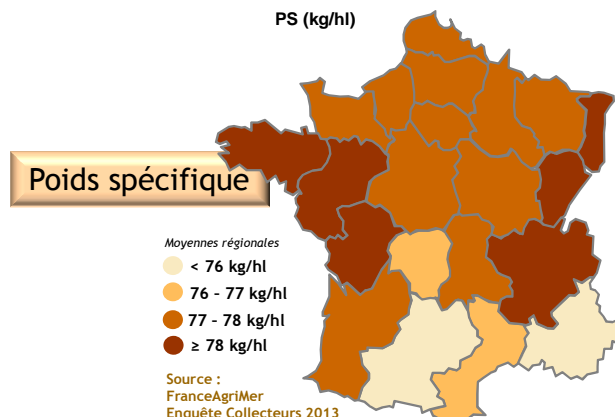 PS (kg/hl)
Poids spécifique
Moyennes régionales
< 76 kg/hl
76 - 77 kg/hl
77 - 78 kg/hl
≥ 78 kg/hl
Source :
FranceAgriMer
Enquête Collecteurs 2013